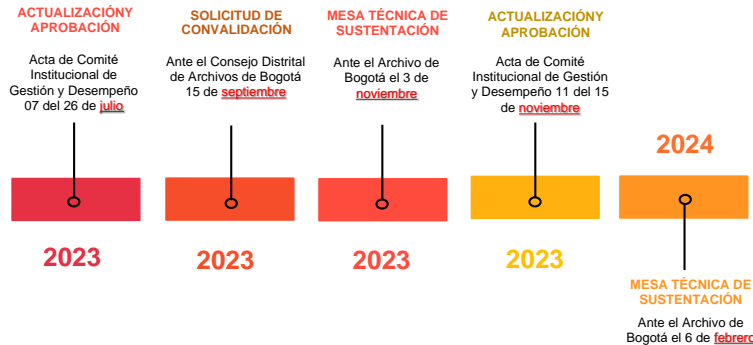 ACTUALIZACIÓNY
APROBACIÓN
Acta de Comité
Institucional de
Gestión y Desempeño
07 del 26 de julio
2023
SOLICITUD DE
CONVALIDACIÓN
Ante el Consejo Distrital
de Archivos de Bogotá
15 de septiembre
2023
MESA TÉCNICA DE
SUSTENTACIÓN
Ante el Archivo de
Bogotá el 3 de
noviembre
2023
ACTUALIZACIÓNY
APROBACIÓN
Acta de Comité
Institucional de Gestión
y Desempeño 11 del 15
de noviembre
2023
2024
MESA TÉCNICA DE
SUSTENTACIÓN
Ante el Archivo de
Bogotá el 6 de febrero